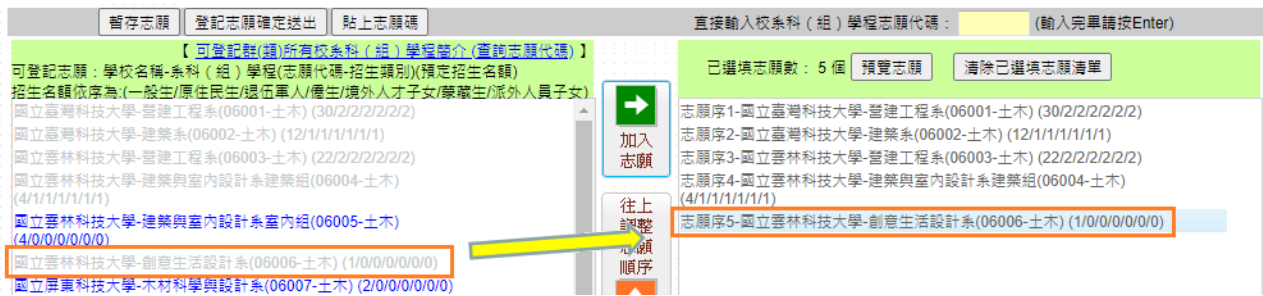 暫存志願 登記志願確定送出 貼上志願碼 直接輸入校系科（組）學程志願代碼： (輸入完畢請按Enter)
【 可登記群(類)所有校系科（組）學程簡介 (查詢志願代碼) 】
可登記志願：學校名稱-系科（組）學程(志願代碼-招生類別)(預定招生名額)
招生名額依序為:(一般生/原住民生/退伍軍人/僑生/境外人才子女/蒙藏生/派外人員子女)
國立臺灣科技大學-營建工程系(06001-土木) (30/2/2/2/2/2/2)
國立臺灣科技大學-建築系(06002-土木) (12/1/1/1/1/1/1)
國立雲林科技大學-營建工程系(06003-土木) (22/2/2/2/2/2/2)
國立雲林科技大學-建築與室內設計系建築組(06004-土木)
(4/1/1/1/1/1/1)
國立雲林科技大學-建築與室內設計系室內組(06005-土木)
(4/0/0/0/0/0/0)
國立雲林科技大學-創意生活設計系(06006-土木) (1/0/0/0/0/0/0)
國立屏東科技大學-木材科學與設計系(06007-土木) (2/0/0/0/0/0/0)
加入
志願
往上
調整
志願
順序
已選填志願數： 5 個 預覽志願 清除已選填志願清單
志願序1-國立臺灣科技大學-營建工程系(06001-土木) (30/2/2/2/2/2/2)
志願序2-國立臺灣科技大學-建築系(06002-土木) (12/1/1/1/1/1/1)
志願序3-國立雲林科技大學-營建工程系(06003-土木) (22/2/2/2/2/2/2)
志願序4-國立雲林科技大學-建築與室內設計系建築組(06004-土木)
(4/1/1/1/1/1/1)
志願序5-國立雲林科技大學-創意生活設計系(06006-土木) (1/0/0/0/0/0/0)